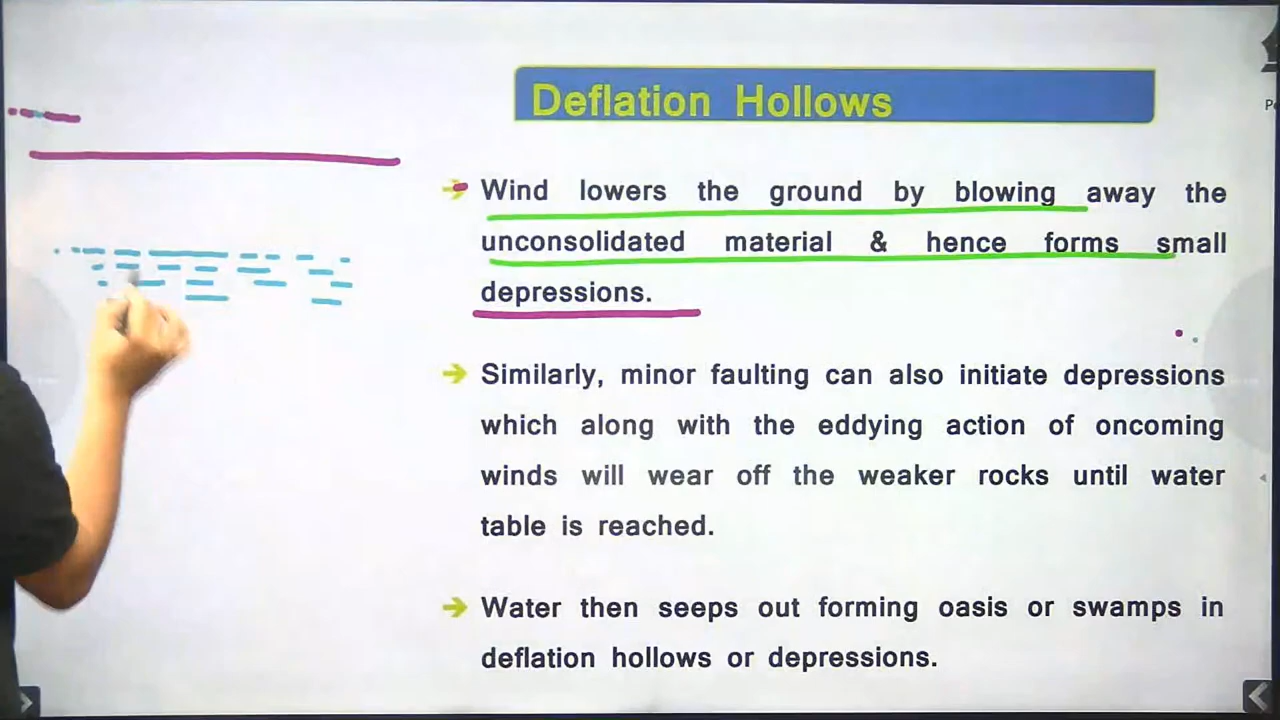 Deflation Hollows
Wind lowers the ground by blowing away the
unconsolidated material & hence forms small
depressions.
Similarly, minor faulting can also initiate depressions
which along with the eddying action of oncoming
winds will wear off the weaker rocks until water
table is reached.
Water then seeps out forming oasis or swamps in
deflation hollows or depressions.